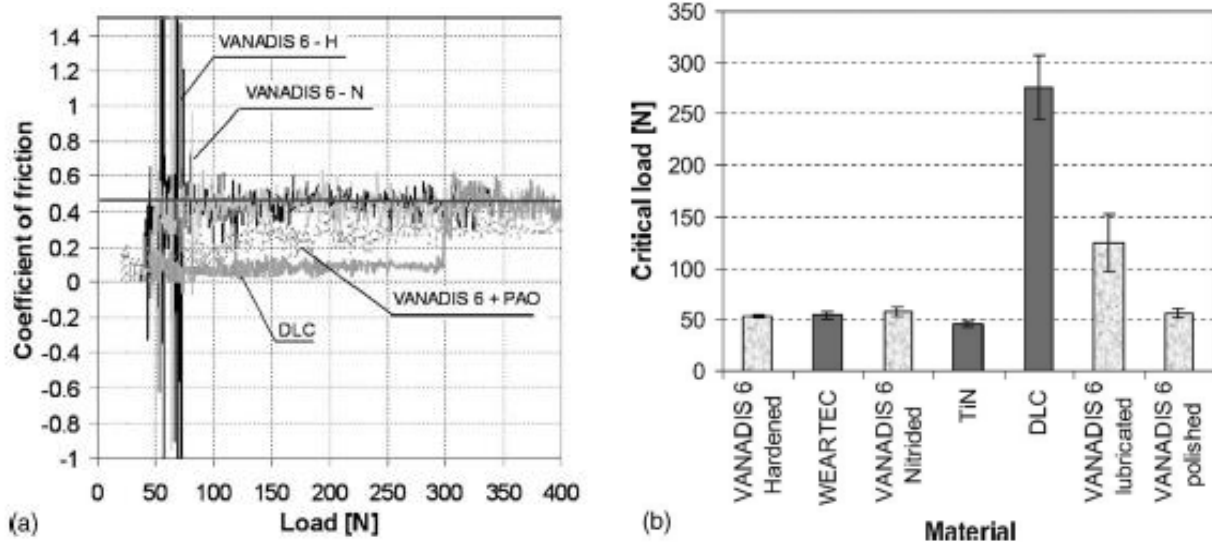 1.4
1.2
1
0.8
0.6
0.4
0.2
0
-0.2
-0.4
-0.6
-0.8
-1
Coefficient of friction
VANADIS 6 - H
VANADIS 6 - N
VANADIS 6 + PAO
DLC
0 50 100 150 200 250 300 350 400
Load [N]
(a)
350
300
250
200
150
100
50
0
Critical load [N]
VANADIS 6
Hardened
WEARTEC
VANADIS 6
Nitrided
TiN
DLC
VANADIS 6
lubricated
VANADIS 6
polished
Material
(b)